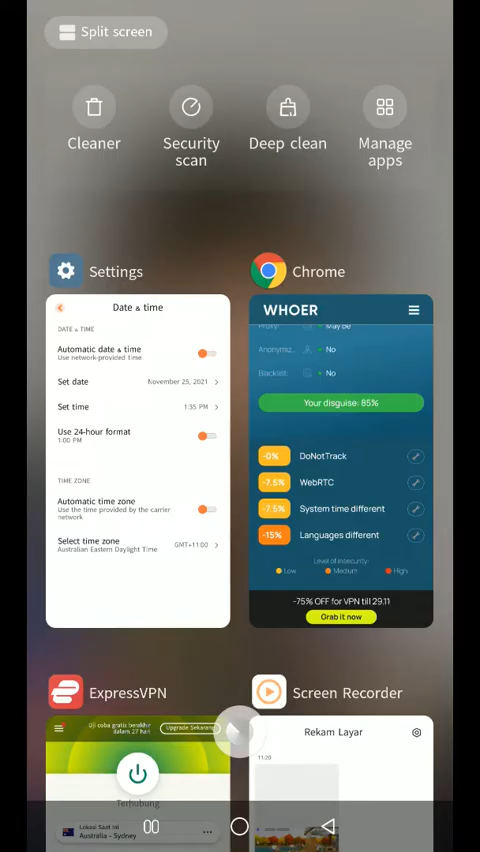 Split screen
Cleaner
Security scan
Deep clean
Manage apps
Settings
Date & time
DATE & TIME
Automatic date & time
Use network-provided time
Set date November 25, 2021
Set time 1:35 PM
Use 24-hour format
1:00 PM
TIME ZONE
Automatic time zone
Use the time provided by the carrier
network
Select time zone
Australian Eastern Daylight Time
GMT+11:00
Chrome
WHOER
Proxy: May be
Anonymiz.. No
Blacklist: No
Your disguise: 85%
-0% DoNotTrack
-7.5% WebRTC
-7.5% System time different
-15% Languages different
Level of insecurity:
Low Medium High
-75% OFF for VPN till 29.11
Grab it now
ExpressVPN
Uji coba gratis berakhir
dalam 27 hari
Upgrade Sekarang
Terhubung
Lokasi Saat Ini
Australia - Sydney
Screen Recorder
Rekam Layar
11-20